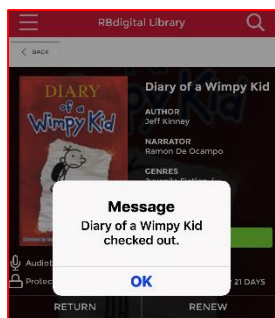 RBdigital Library
< BACK
DIARY
of a
Wimpy Kid
Diary of a Wimpy Kid
AUTHOR
Jeff Kinney
NARRATOR
Ramon De Ocampo
GENRES
Message
Diary of a Wimpy Kid
checked out.
OK
21 DAYS
RETURN
RENEW